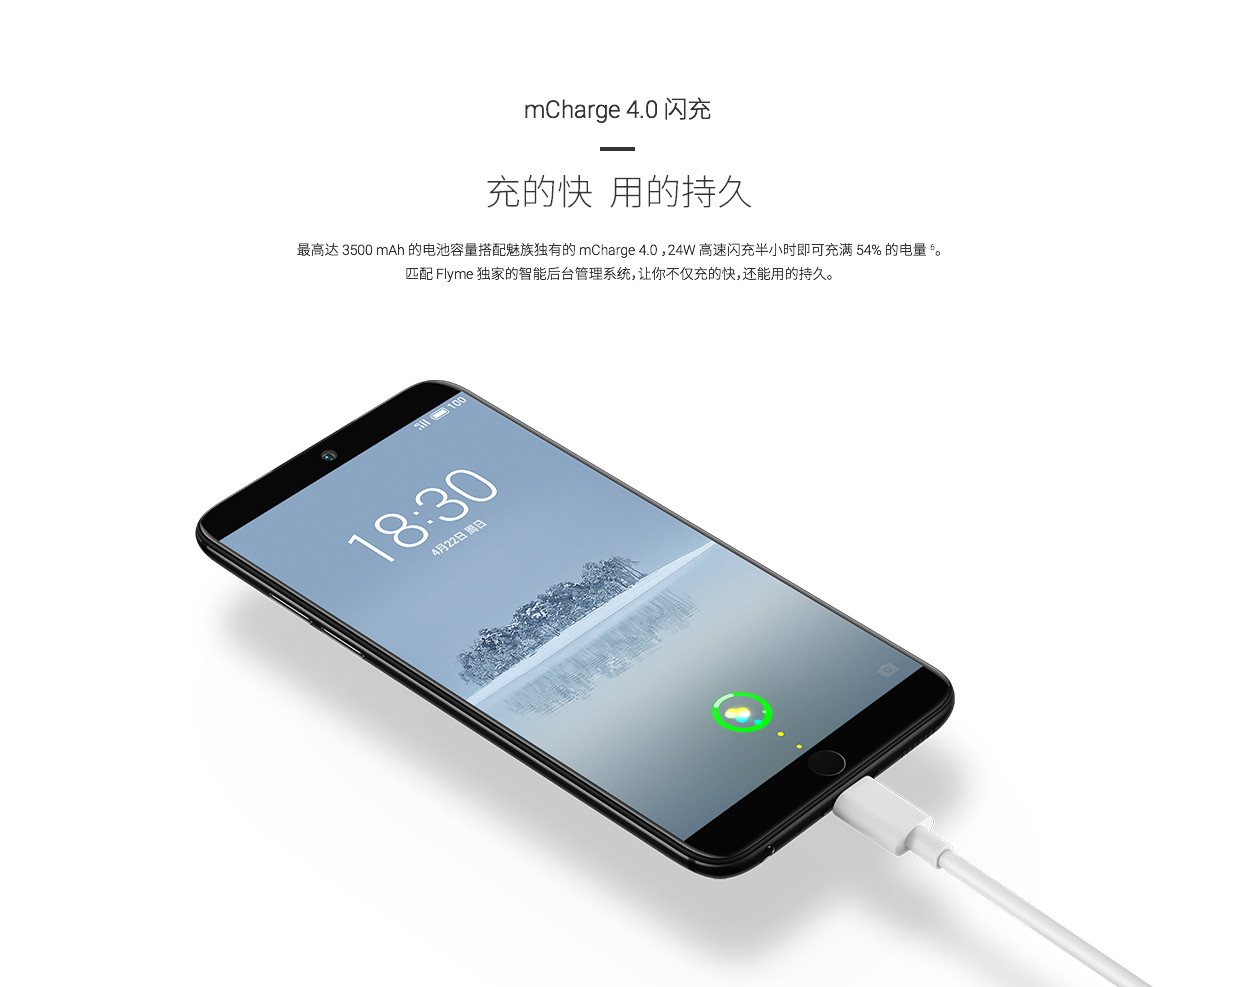 mCharge 4.0 闪充
充的快 用的持久
最高达 3500 mAh 的电池容量搭配魅族独有的 mCharge 4.0 ,24W 高速闪充半小时即可充满 54% 的电量 6。
匹配 Flyme 独家的智能后台管理系统,让你不仅充的快,还能用的持久。
100
18:30
4月22日 周日